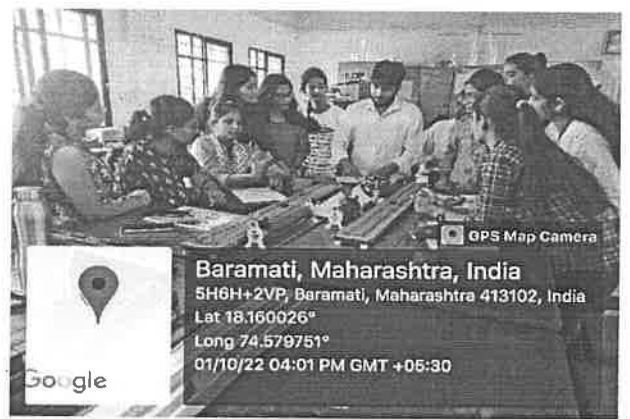 GPS Map Camera
Baramati, Maharashtra, India
5H6H+2VP, Baramati, Maharashtra 413102, India
Lat 18.160026°
Long 74.579751°
01/10/22 04:01 PM GMT +05:30
Google